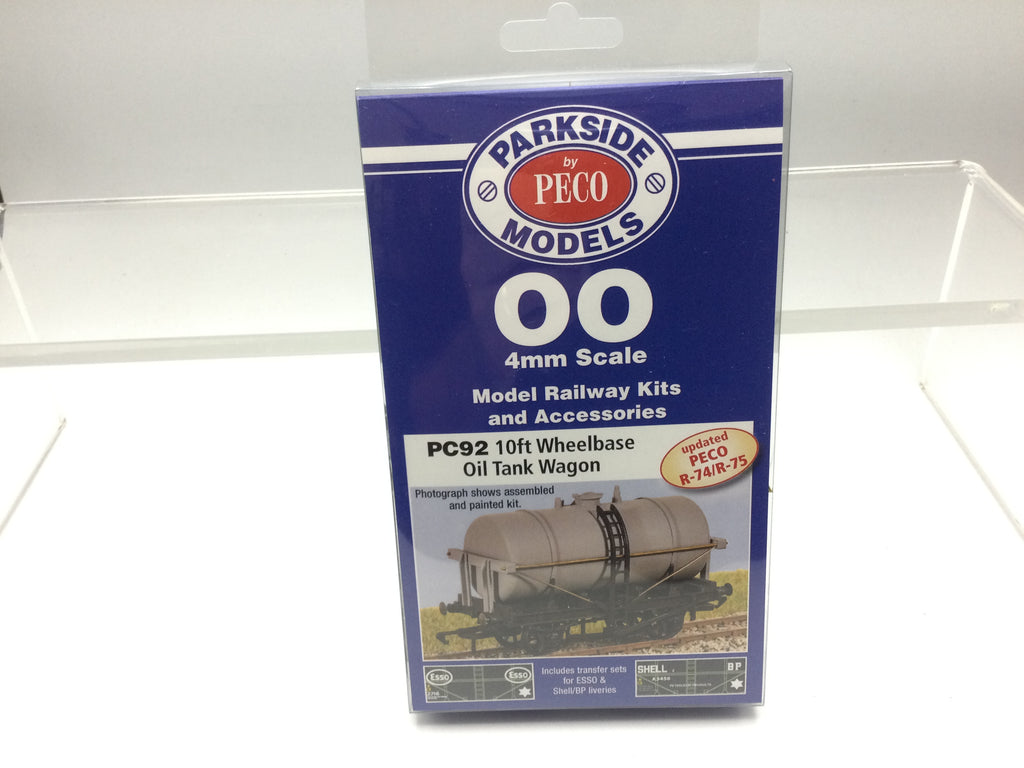 PARKSIDE
by
PECO
MODELS
OO
4mm Scale
Model Railway Kits
and Accessories
PC92 10ft Wheelbase
Oil Tank Wagon
updated
PECO
R-74/R-75
Photograph shows assembled
and painted kit.
Esso
Esso
Includes transfer sets
for ESSO &
Shell/BP liveries
SHELL
BP